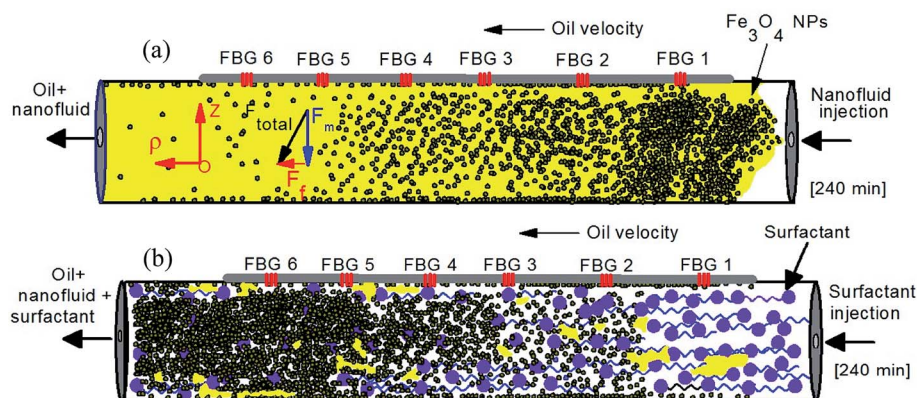 (a)
Oil velocity
Fe3O4 NPs
FBG 6 FBG 5 FBG 4 FBG 3 FBG 2 FBG 1
Oil+
nanofluid
Z
F
total
Fm
ρ
O
Ff
Nanofluid
injection
[240 min]
(b)
Oil velocity
Surfactant
FBG 6 FBG 5 FBG 4 FBG 3 FBG 2 FBG 1
Oil+
nanofluid +
surfactant
Surfactant
injection
[240 min]